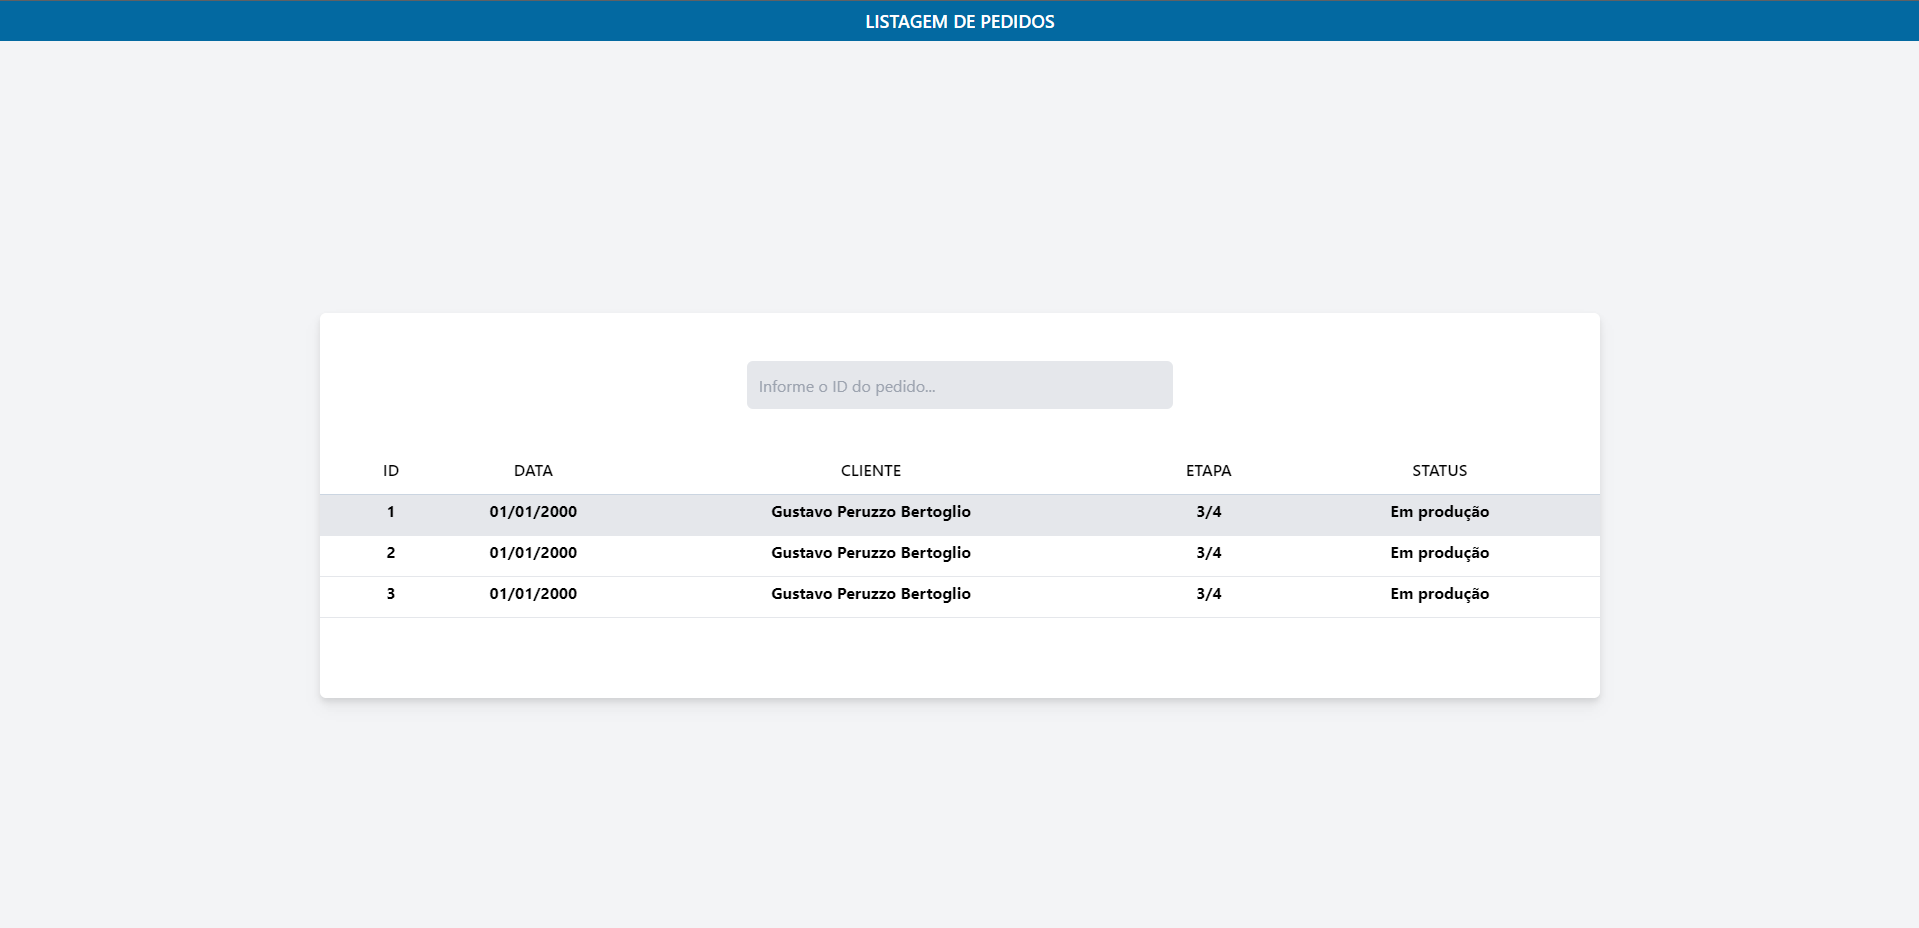 LISTAGEM DE PEDIDOS
Informe o ID do pedido...
ID DATA CLIENTE ETAPA STATUS
1 01/01/2000 Gustavo Peruzzo Bertoglio 3/4 Em produção
2 01/01/2000 Gustavo Peruzzo Bertoglio 3/4 Em produção
3 01/01/2000 Gustavo Peruzzo Bertoglio 3/4 Em produção